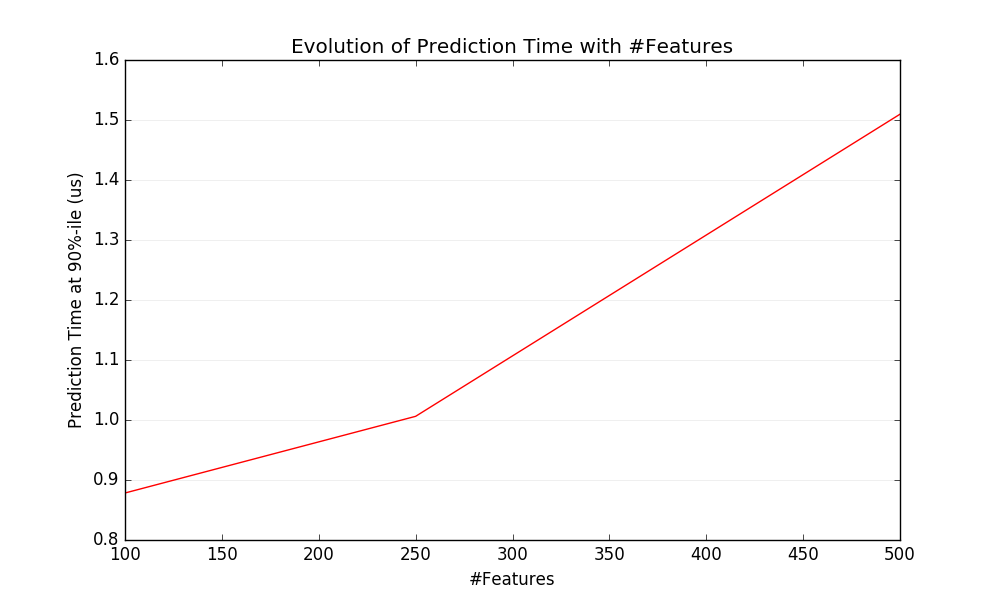 Evolution of Prediction Time with #Features
Prediction Time at 90%-ile (us)
1.6
1.5
1.4
1.3
1.2
1.1
1.0
0.9
0.8
100 150 200 250 300 350 400 450 500
#Features